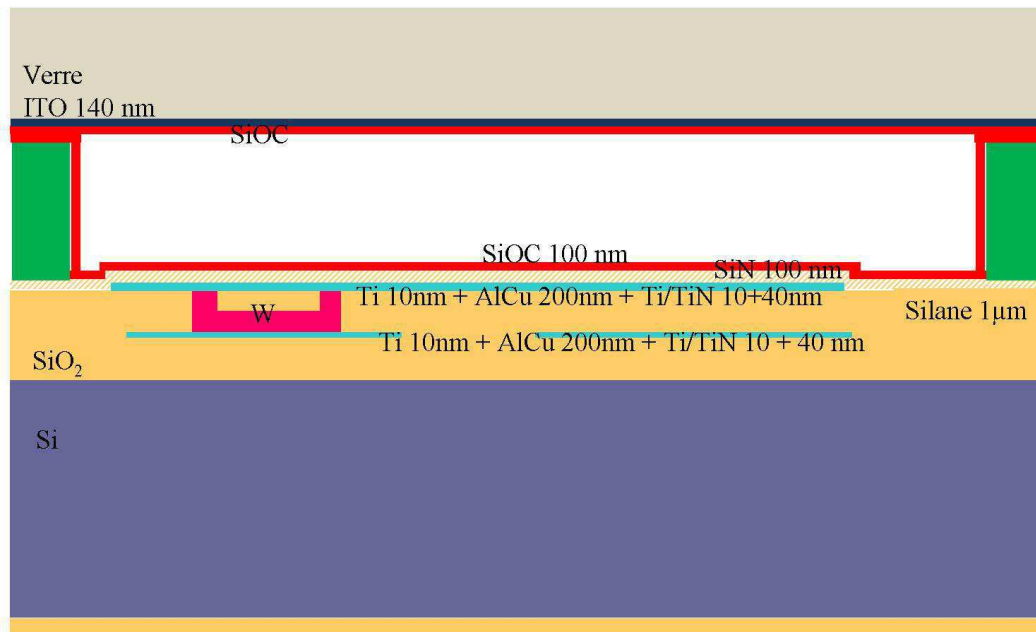 Verre
ITO 140 nm
SiOC
SiOC 100 nm
SiN 100 nm
Ti 10nm + AlCu 200nm + Ti/TiN 10+40nm
Silane 1µm
W
Ti 10nm + AlCu 200nm + Ti/TiN 10 + 40 nm
SiO₂
Si